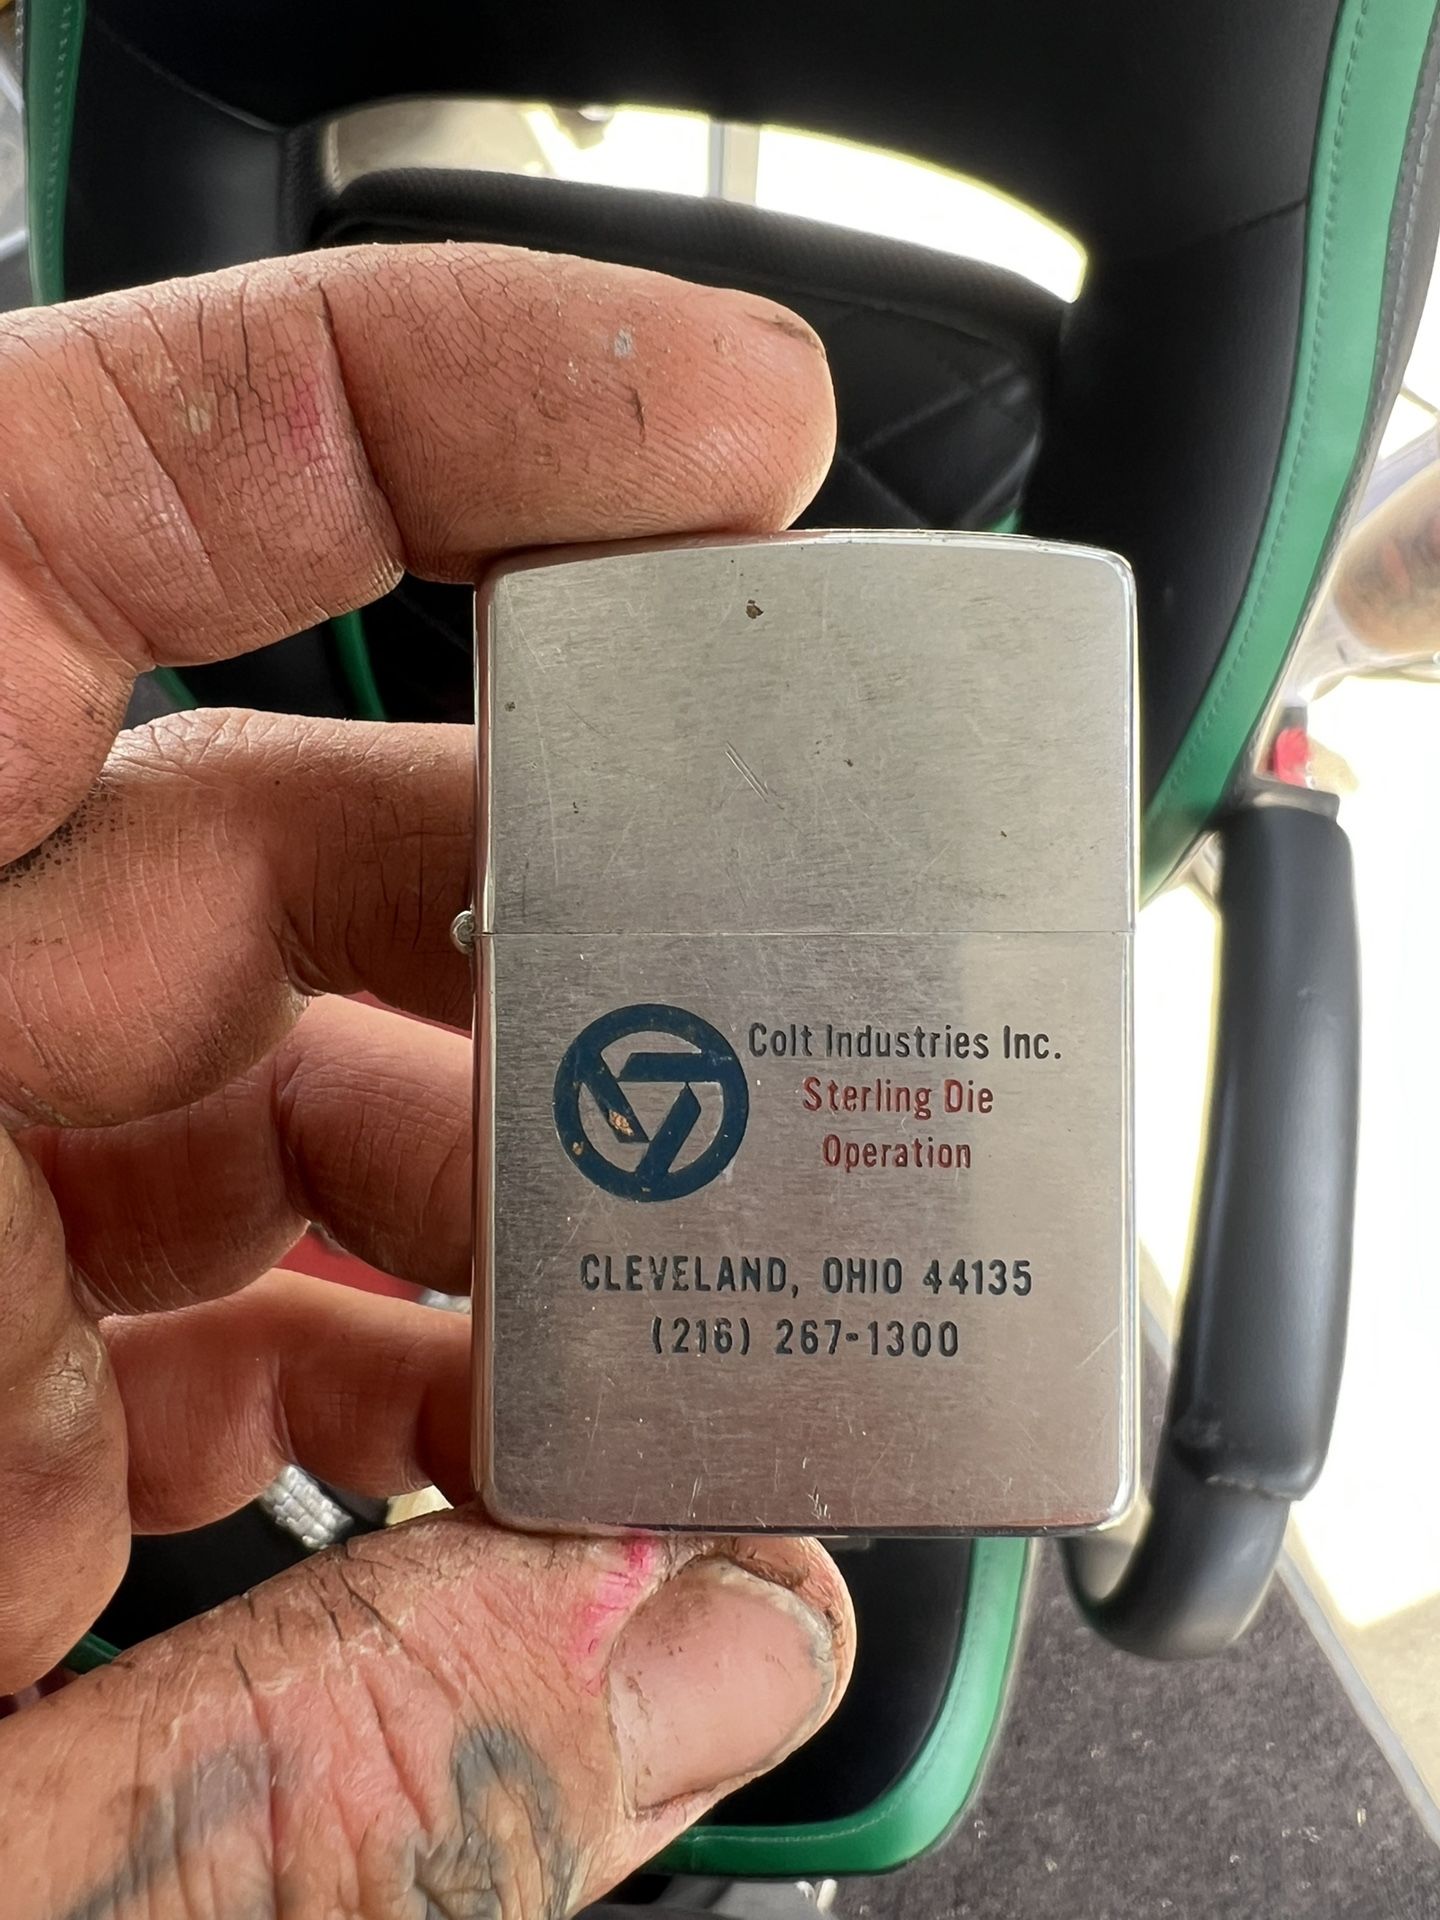 Colt Industries Inc.
Sterling Die
Operation
CLEVELAND, OHIO 44135
(216) 267-1300